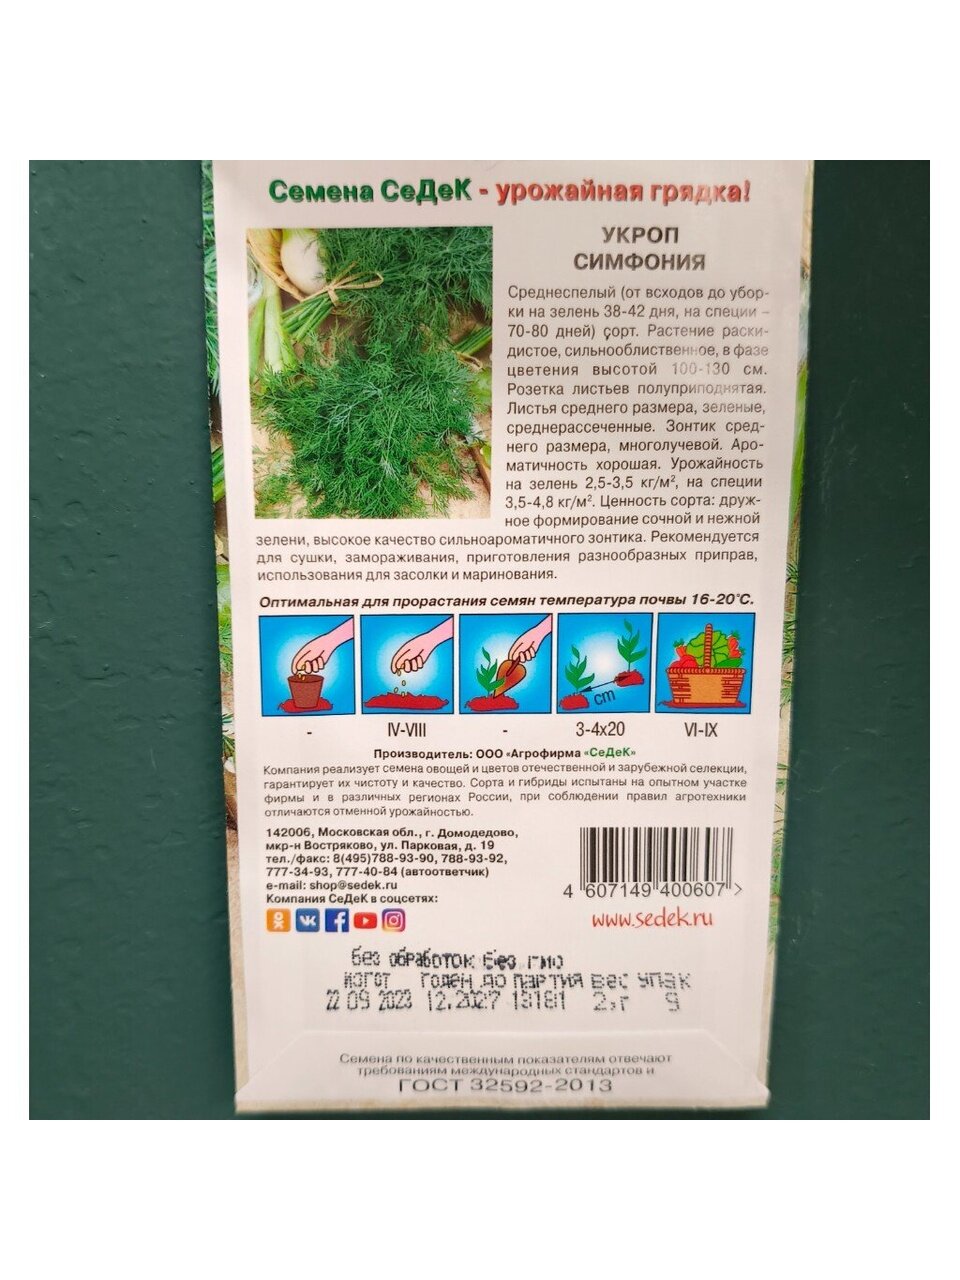 Семена СеДеК - урожайная грядка!
УКРОП
СИМФОНИЯ
Среднеспелый (от всходов до убор-
ки на зелень 38-42 дня, на специи –
70-80 дней) сорт. Растение раски-
дистое, сильнооблиственное, в фазе
цветения высотой 100-130 см.
Розетка листьев полуприподнятая.
Листья среднего размера, зеленые,
среднерассеченные. Зонтик сред-
него размера, многолучевой. Аро-
матичность хорошая. Урожайность
на зелень 2,5-3,5 кг/м², на специи
3,5-4,8 кг/м². Ценность сорта: друж-
ное формирование сочной и нежной
зелени, высокое качество сильноароматичного зонтика. Рекомендуется
для сушки, замораживания, приготовления разнообразных приправ,
использования для засолки и маринования.
Оптимальная для прорастания семян температура почвы 16-20°С.
cm
- IV-VIII - 3-4x20 VI-IX
Производитель: ООО «Агрофирма «СеДеК»
Компания реализует семена овощей и цветов отечественной и зарубежной селекции,
гарантирует их чистоту и качество. Сорта и гибриды испытаны на опытном участке
фирмы и в различных регионах России, при соблюдении правил агротехники
отличаются отменной урожайностью.
142006, Московская обл., г. Домодедово,
мкр-н Востряково, ул. Парковая, д. 19
тел./факс: 8(495)788-93-90, 788-93-92,
777-34-93, 777-40-84 (автоответчик)
e-mail: shop@sedek.ru
Компания СеДеК в соцсетях:
4 607149 400607 >
www.sedek.ru
без обработок без гмо
изгот годен до партия вес упак
22 09 2023 12.2027 19181 2,г 9
Семена по качественным показателям отвечают
требованиям международных стандартов и
ГОСТ 32592-2013